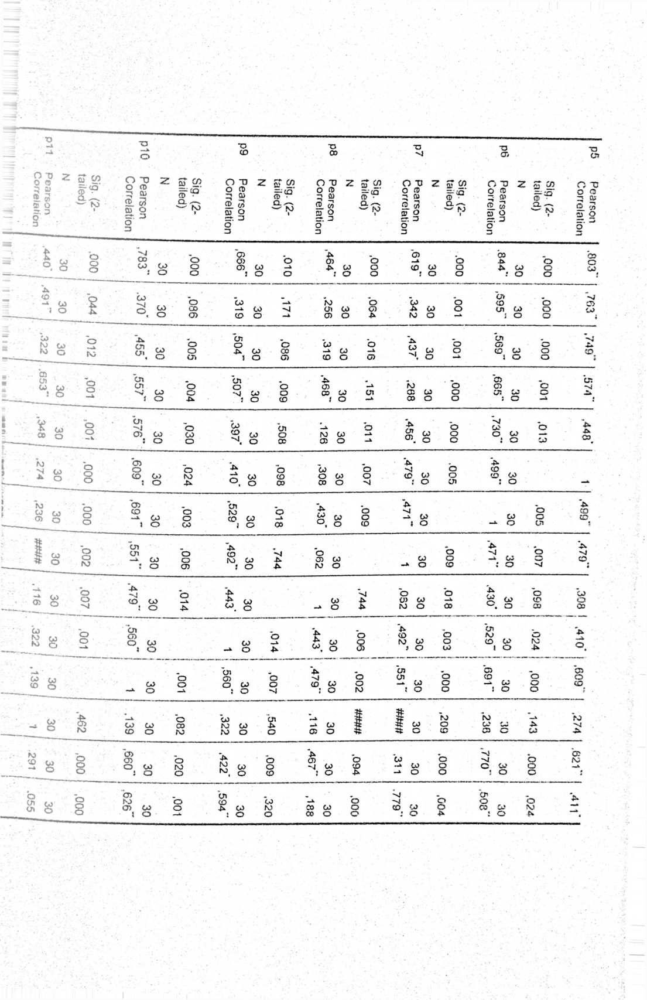 p5 Pearson Correlation ,803** ,763** ,749** ,574** ,448* 1 ,499** ,479** ,308 ,410* ,609** ,274 ,621** ,411*
Sig. (2-tailed) ,000 ,000 ,000 ,001 ,013 ,005 ,007 ,098 ,024 ,000 ,143 ,000 ,024
N 30 30 30 30 30 30 30 30 30 30 30 30 30 30
p6 Pearson Correlation ,844** ,595** ,569** ,665** ,730** ,499** 1 ,471** ,430* ,529** ,691** ,236 ,770** ,508**
Sig. (2-tailed) ,000 ,001 ,001 ,000 ,000 ,005 ,009 ,018 ,003 ,000 ,209 ,000 ,004
N 30 30 30 30 30 30 30 30 30 30 30 30 30 30
p7 Pearson Correlation ,619** ,342 ,437* ,268 ,456* ,479** ,471** 1 ,062 ,492** ,551** #### ,311 ,779**
Sig. (2-tailed) ,000 ,064 ,016 ,151 ,011 ,007 ,009 ,744 ,006 ,002 #### ,094 ,000
N 30 30 30 30 30 30 30 30 30 30 30 30 30 30
p8 Pearson Correlation ,464** ,256 ,319 ,468** ,126 ,308 ,430* ,062 1 ,443* ,479** ,116 ,467** ,188
Sig. (2-tailed) ,010 ,171 ,086 ,009 ,508 ,098 ,018 ,744 ,014 ,007 ,540 ,009 ,320
N 30 30 30 30 30 30 30 30 30 30 30 30 30 30
p9 Pearson Correlation ,666** ,319 ,504** ,507** ,397* ,410* ,529** ,492** ,443* 1 ,560** ,322 ,422* ,594**
Sig. (2-tailed) ,000 ,086 ,005 ,004 ,030 ,024 ,003 ,006 ,014 ,001 ,082 ,020 ,001
N 30 30 30 30 30 30 30 30 30 30 30 30 30 30
p10 Pearson Correlation ,783** ,370* ,455* ,557** ,576** ,609** ,691** ,551** ,479** ,560** 1 ,139 ,660** ,626**
Sig. (2-tailed) ,000 ,044 ,012 ,001 ,001 ,000 ,000 ,002 ,007 ,001 ,462 ,000 ,000
N 30 30 30 30 30 30 30 30 30 30 30 30 30 30
p11 Pearson Correlation ,440* ,491** ,322 ,653** ,348 ,274 ,236 #### ,116 ,322 ,139 1 ,291 ,055